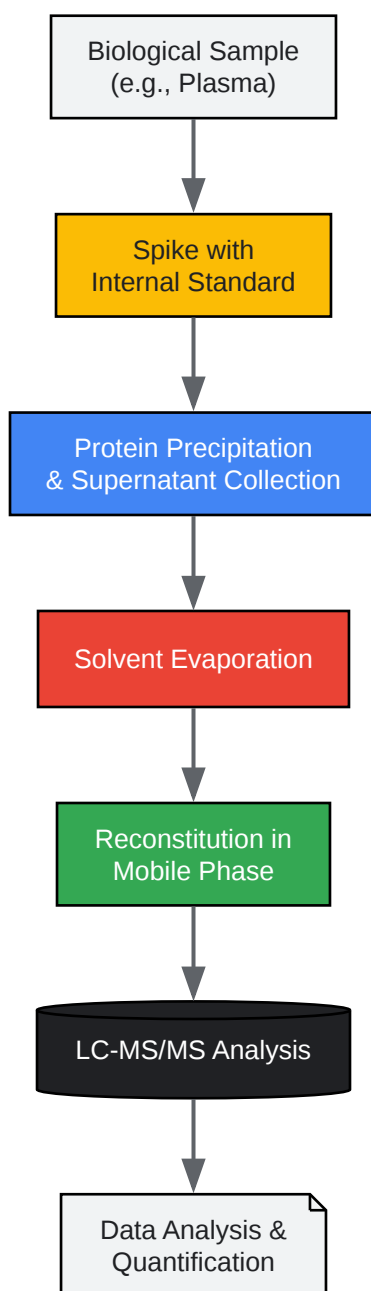 Biological Sample
(e.g., Plasma)
Spike with
Internal Standard
Protein Precipitation
& Supernatant Collection
Solvent Evaporation
Reconstitution in
Mobile Phase
LC-MS/MS Analysis
Data Analysis &
Quantification